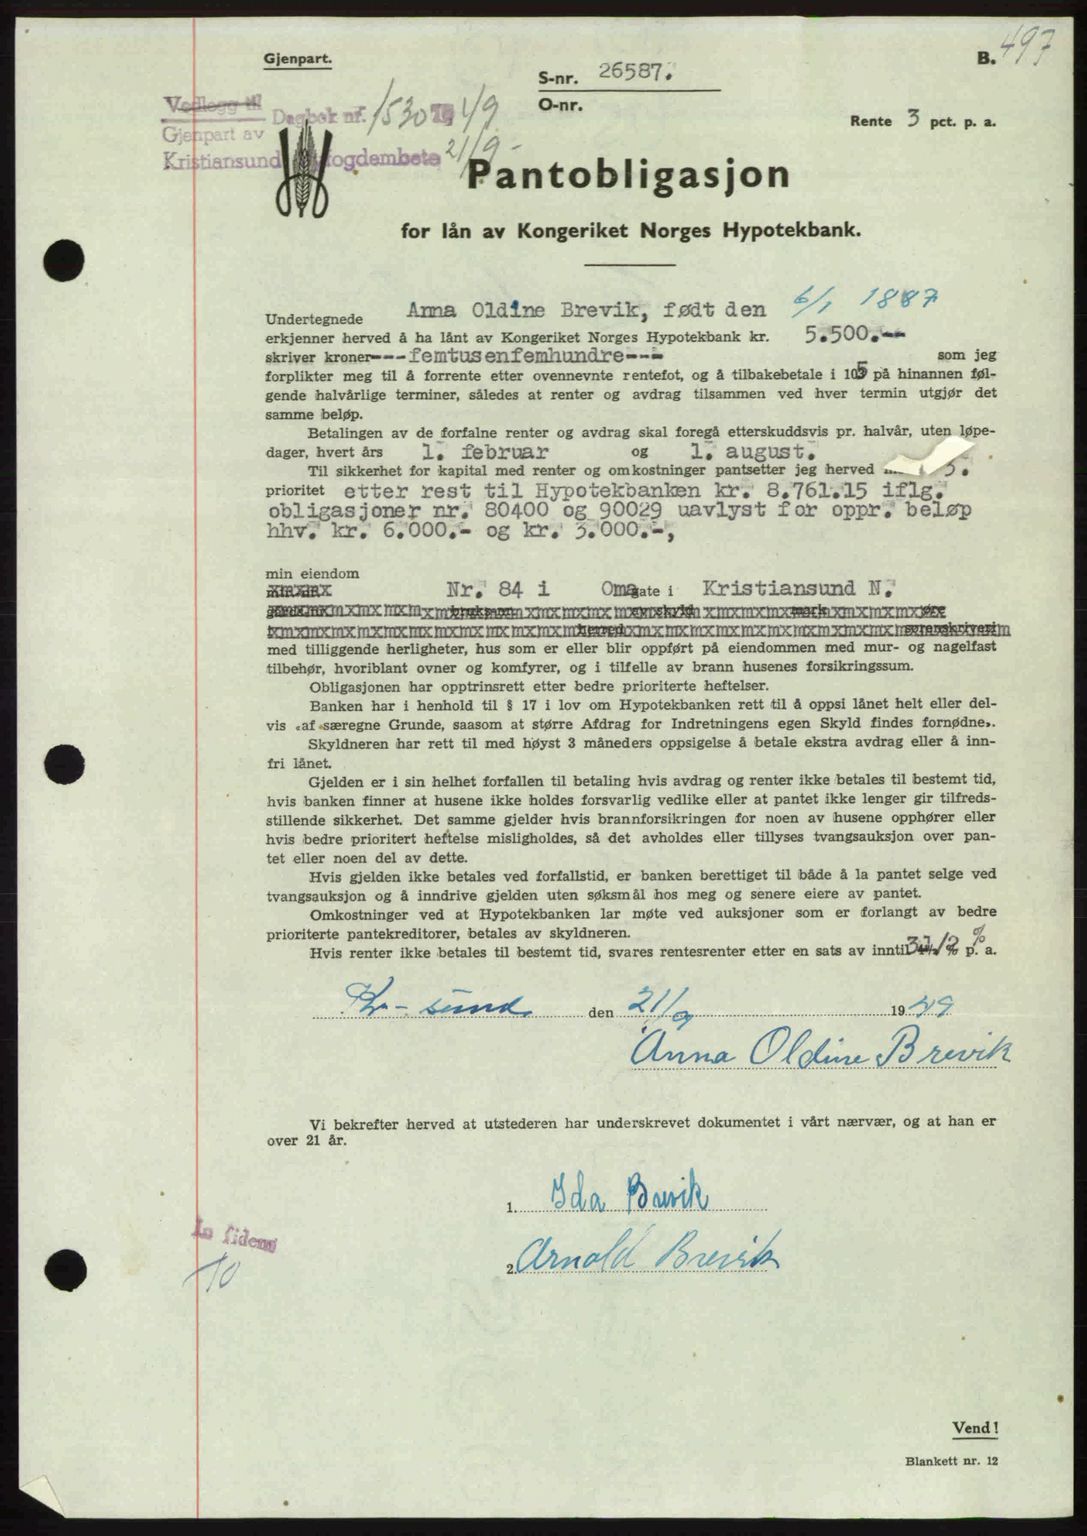 Gjenpart.
B. 497
S-nr. 26587.
O-nr.
Vedlegg til
Dagbok nr. 1530 19 49
Gjenpart av
Kristiansund byfogdembete 21/9-
Rente 3 pct. p. a.
Pantobligasjon
for lån av Kongeriket Norges Hypotekbank.
Undertegnede Anna Oldine Brevik, født den 6/1 1887
erkjenner herved å ha lånt av Kongeriket Norges Hypotekbank kr. 5.500.--
skriver kroner---femtusenfemhundre--- som jeg
forplikter meg til å forrente etter ovennevnte rentefot, og å tilbakebetale i 105 på hinannen føl-
gende halvårlige terminer, således at renter og avdrag tilsammen ved hver termin utgjør det
samme beløp.
Betalingen av de forfalne renter og avdrag skal foregå etterskuddsvis pr. halvår, uten løpe-
dager, hvert års 1. februar og 1. august.
Til sikkerhet for kapital med renter og omkostninger pantsetter jeg herved 3.
prioritet etter rest til Hypotekbanken kr. 8.761.15 iflg.
obligasjoner nr. 80400 og 90029 uavlyst for oppr. beløp
hhv. kr. 6.000.- og kr. 3.000.-,
min eiendom
Nr. 84 i Omagate i Kristiansund N.
bruksnr. av skyld mark øre
herred sorenskriveri
med tilliggende herligheter, hus som er eller blir oppført på eiendommen med mur- og nagelfast
tilbehør, hvoriblant ovner og komfyrer, og i tilfelle av brann husenes forsikringssum.
Obligasjonen har opptrinsrett etter bedre prioriterte heftelser.
Banken har i henhold til § 17 i lov om Hypotekbanken rett til å oppsi lånet helt eller del-
vis «af særegne Grunde, saasom at større Afdrag for Indretningens egen Skyld findes fornødne».
Skyldneren har rett til med høyst 3 måneders oppsigelse å betale ekstra avdrag eller å inn-
fri lånet.
Gjelden er i sin helhet forfallen til betaling hvis avdrag og renter ikke betales til bestemt tid,
hvis banken finner at husene ikke holdes forsvarlig vedlike eller at pantet ikke lenger gir tilfreds-
stillende sikkerhet. Det samme gjelder hvis brannforsikringen for noen av husene opphører eller
hvis bedre prioritert heftelse misligholdes, så det avholdes eller tillyses tvangsauksjon over pan-
tet eller noen del av dette.
Hvis gjelden ikke betales ved forfallstid, er banken berettiget til både å la pantet selge ved
tvangsauksjon og å inndrive gjelden uten søksmål hos meg og senere eiere av pantet.
Omkostninger ved at Hypotekbanken lar møte ved auksjoner som er forlangt av bedre
prioriterte pantekreditorer, betales av skyldneren.
Hvis renter ikke betales til bestemt tid, svares rentesrenter etter en sats av inntil 3 1/2 % p. a.
Kr-sund den 21/9 1949
Anna Oldine Brevik
Vi bekrefter herved at utstederen har underskrevet dokumentet i vårt nærvær, og at han er
over 21 år.
1. Ida Brevik
In fidem
2. Arnold Brevik
Vend!
Blankett nr. 12